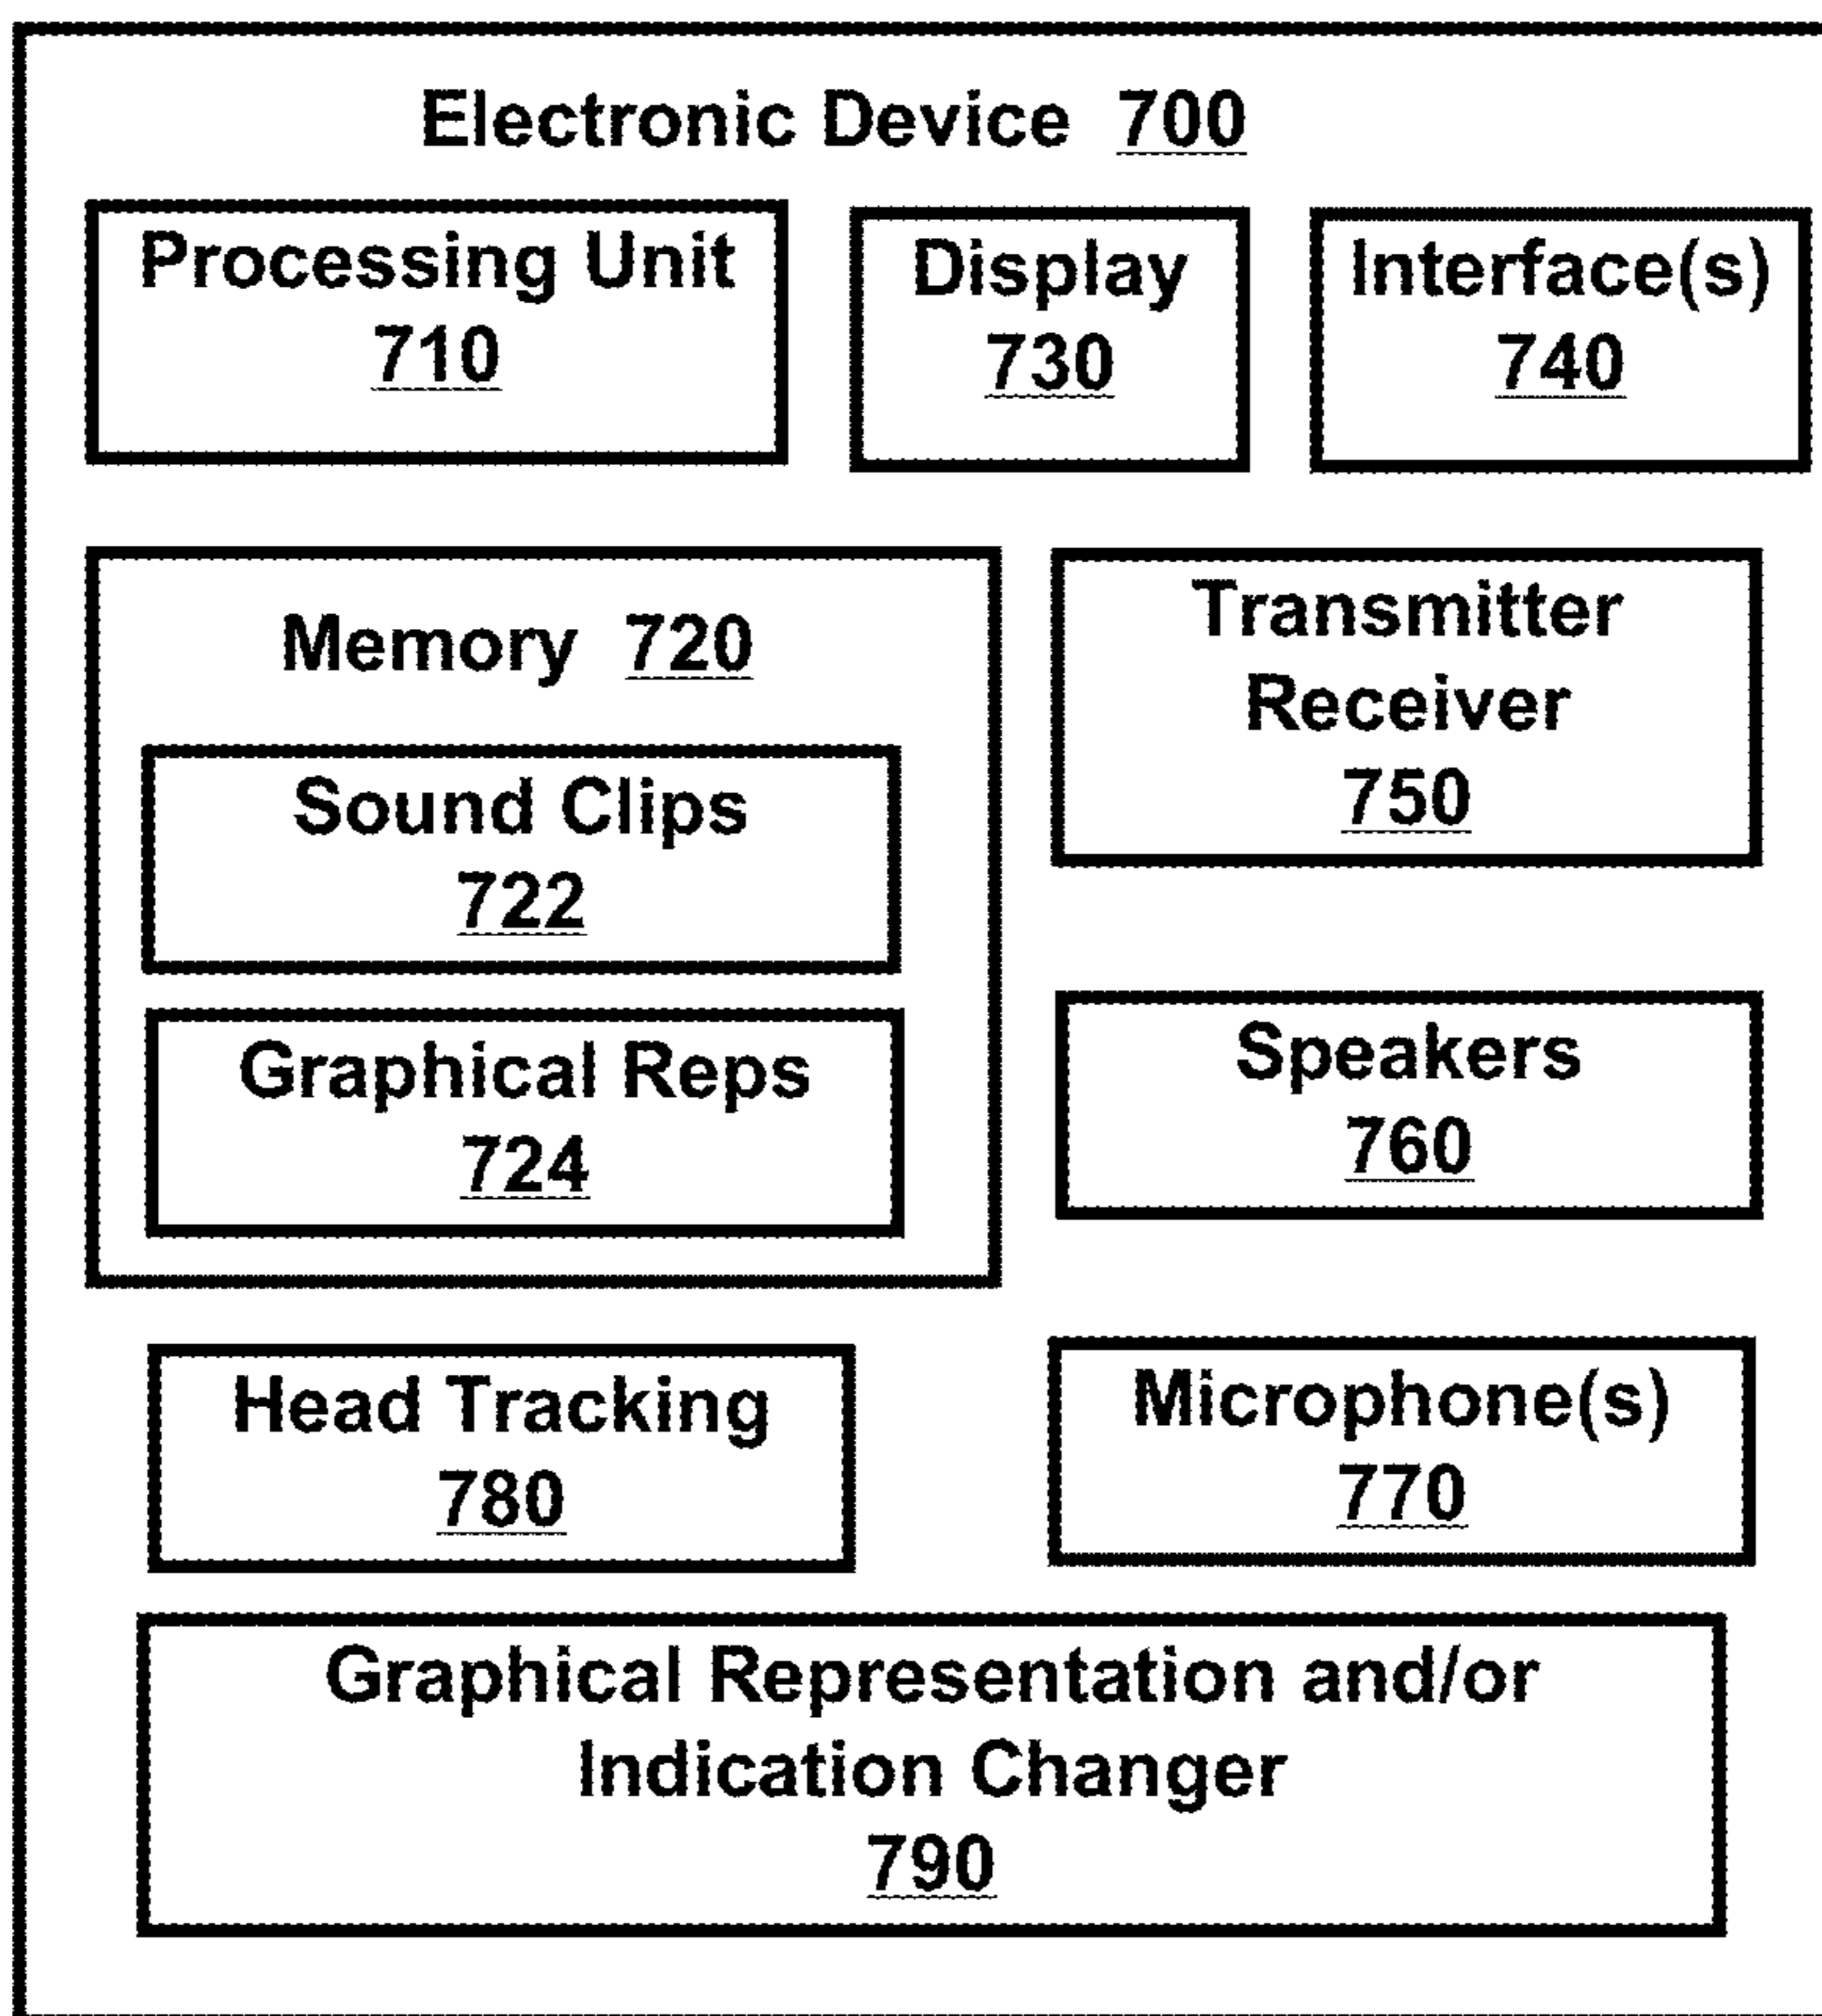 Electronic Device 700
Processing Unit
710
Display
730
Interface(s)
740
Memory 720
Sound Clips
722
Graphical Reps
724
Transmitter
Receiver
750
Speakers
760
Head Tracking
780
Microphone(s)
770
Graphical Representation and/or
Indication Changer
790